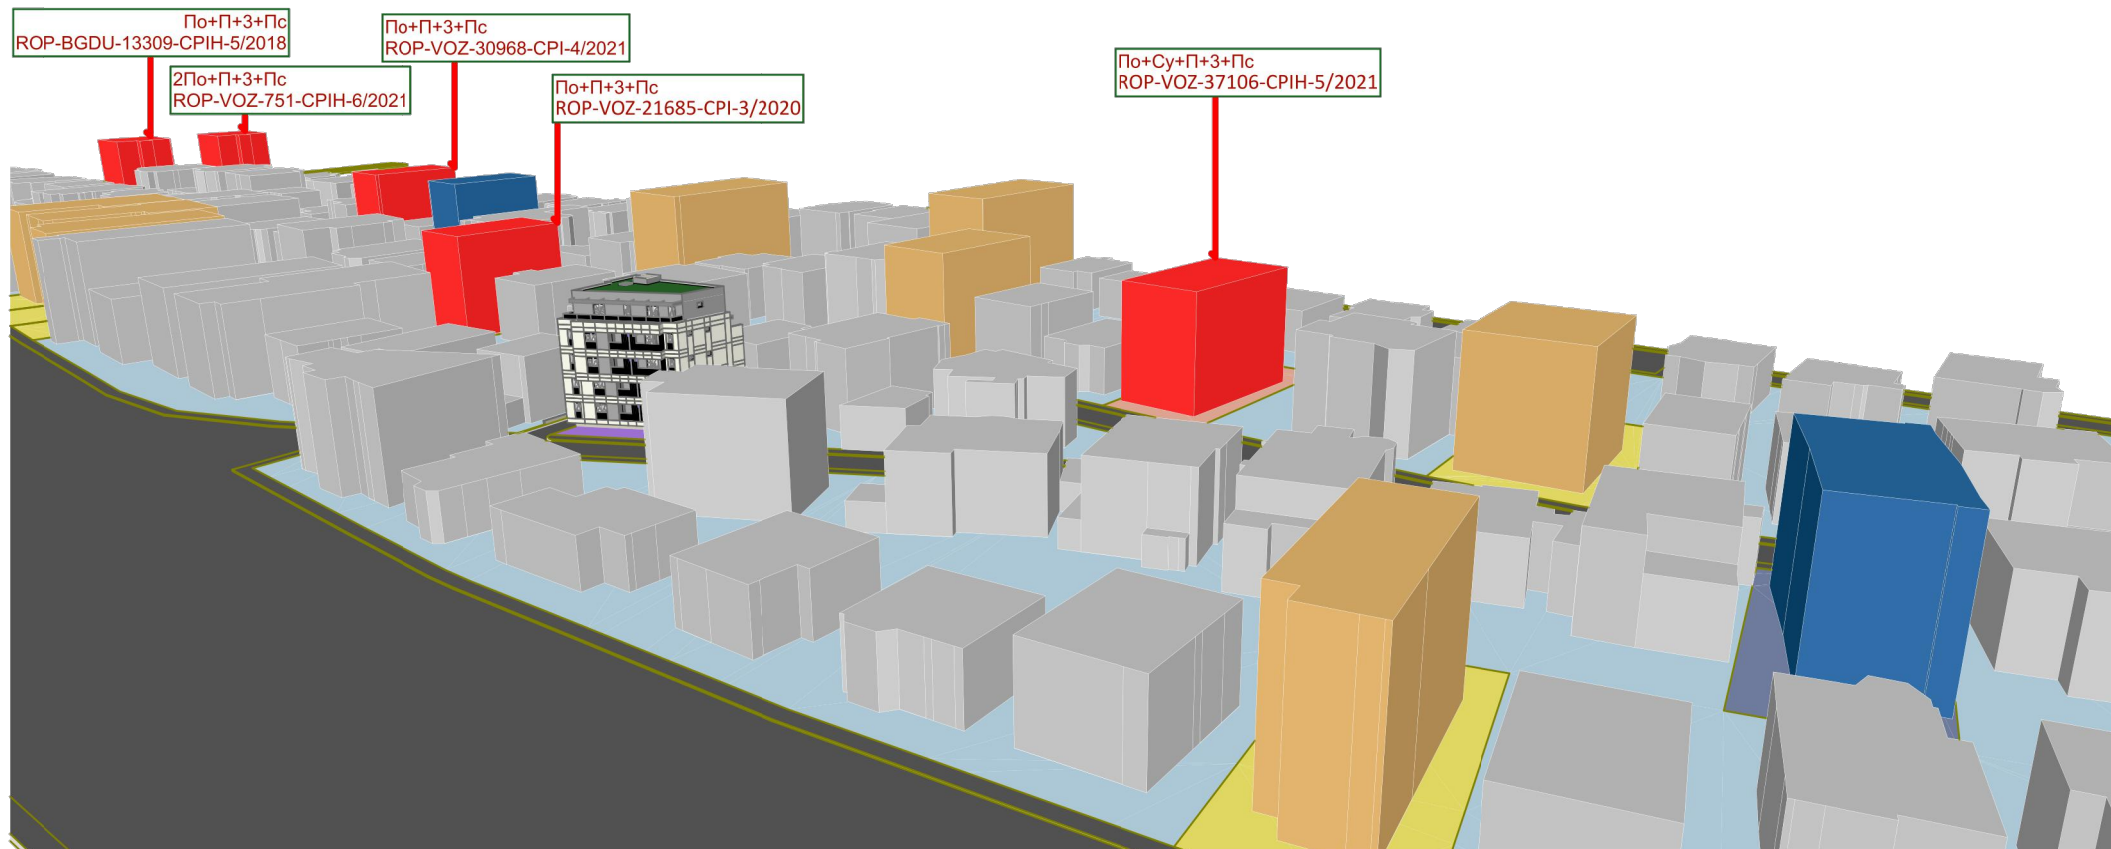 По+П+3+Пс
ROP-BGDU-13309-CPIH-5/2018
2По+П+3+Пс
ROP-VOZ-751-CPIH-6/2021
По+П+3+Пс
ROP-VOZ-30968-CPI-4/2021
По+П+3+Пс
ROP-VOZ-21685-CPI-3/2020
По+Су+П+3+Пс
ROP-VOZ-37106-CPIH-5/2021